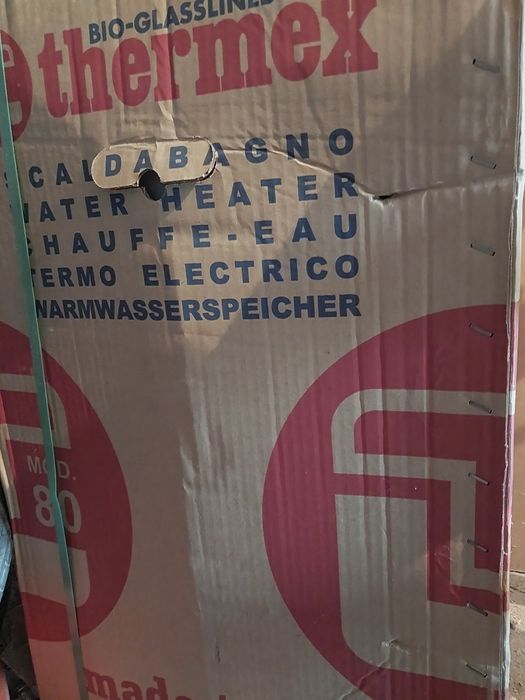 BIO-GLASSLINED
thermex
SCALDABAGNO
WATER HEATER
CHAUFFE-EAU
TERMO ELECTRICO
WARMWASSERSPEICHER
MOD.
80
made